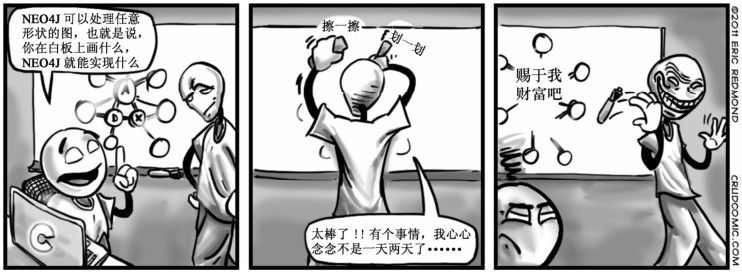 NEO4J 可以处理任意
形状的图，也就是说，
你在白板上画什么，
NEO4J 就能实现什么
A
D
X
C
擦一擦
划一划
太棒了 !! 有个事情，我心心
念念不是一天两天了••••••
赐于我
财富吧
©2011 ERIC REDMOND
CRUDCOMIC.COM